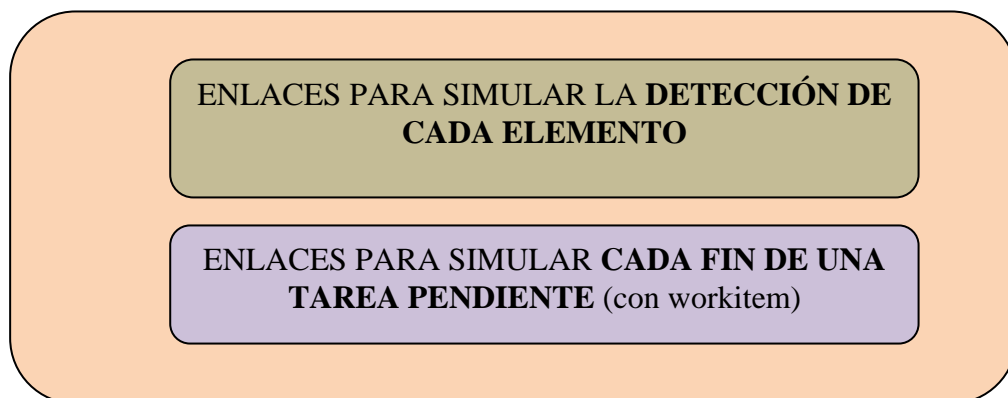 ENLACES PARA SIMULAR LA DETECCIÓN DE
CADA ELEMENTO
ENLACES PARA SIMULAR CADA FIN DE UNA
TAREA PENDIENTE (con workitem)